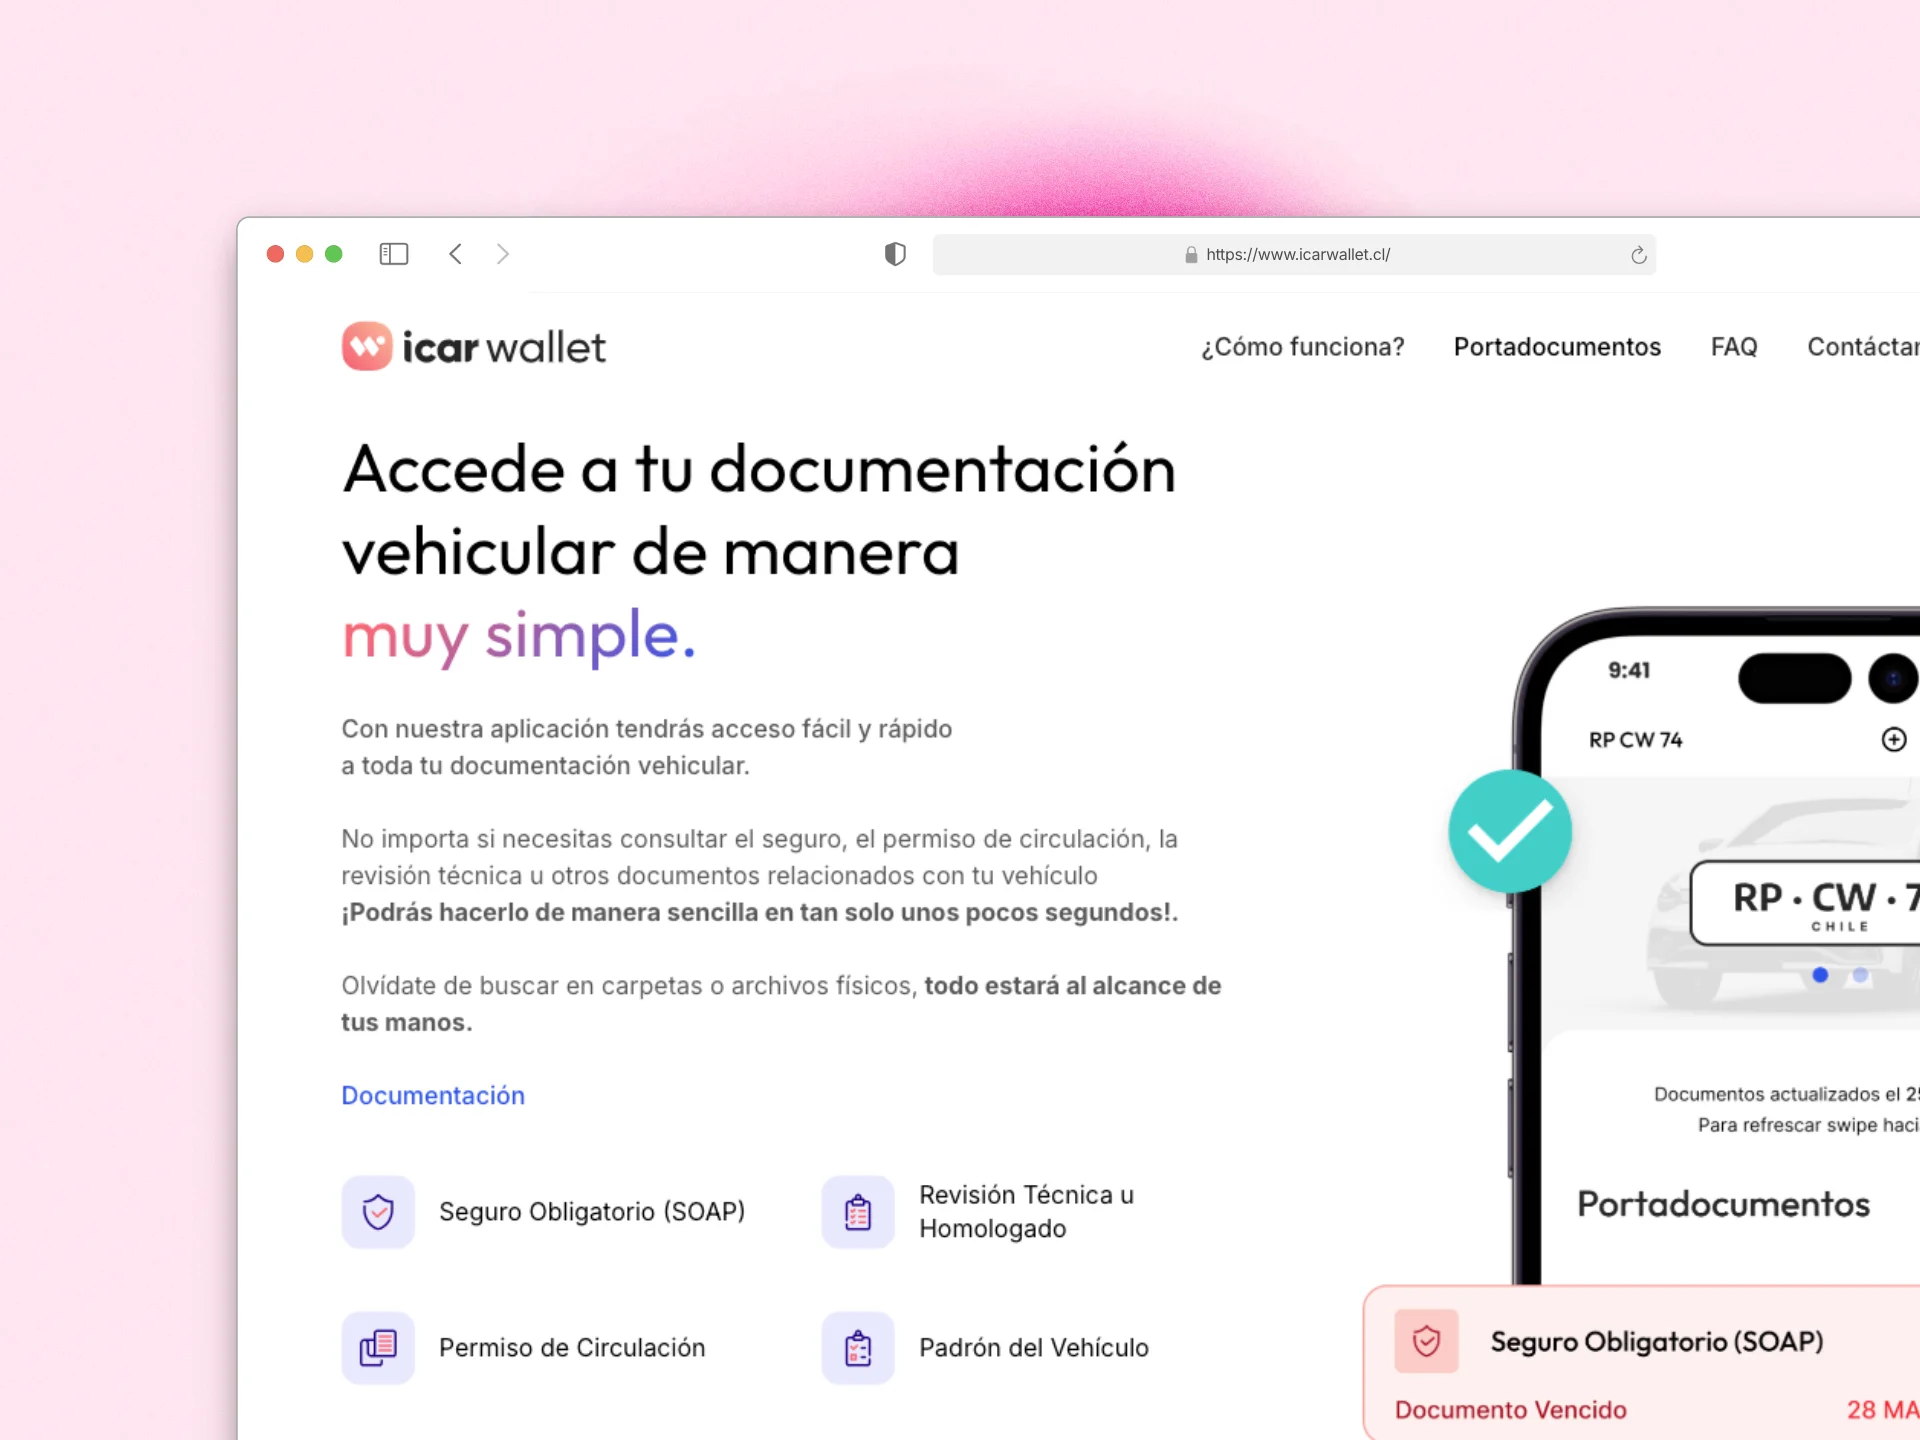 https://www.icarwallet.cl/
icar wallet
¿Cómo funciona? Portadocumentos FAQ
Accede a tu documentación
vehicular de manera
muy simple.
Con nuestra aplicación tendrás acceso fácil y rápido
a toda tu documentación vehicular.
No importa si necesitas consultar el seguro, el permiso de circulación, la
revisión técnica u otros documentos relacionados con tu vehículo
¡Podrás hacerlo de manera sencilla en tan solo unos pocos segundos!.
Olvídate de buscar en carpetas o archivos físicos, todo estará al alcance de
tus manos.
Documentación
Seguro Obligatorio (SOAP)
Revisión Técnica u
Homologado
Permiso de Circulación
Padrón del Vehículo
9:41
RP CW 74
RP · CW · 7
CHILE
Documentos actualizados el
Para refrescar swipe
Portadocumentos
Seguro Obligatorio (SOAP)
Documento Vencido
28